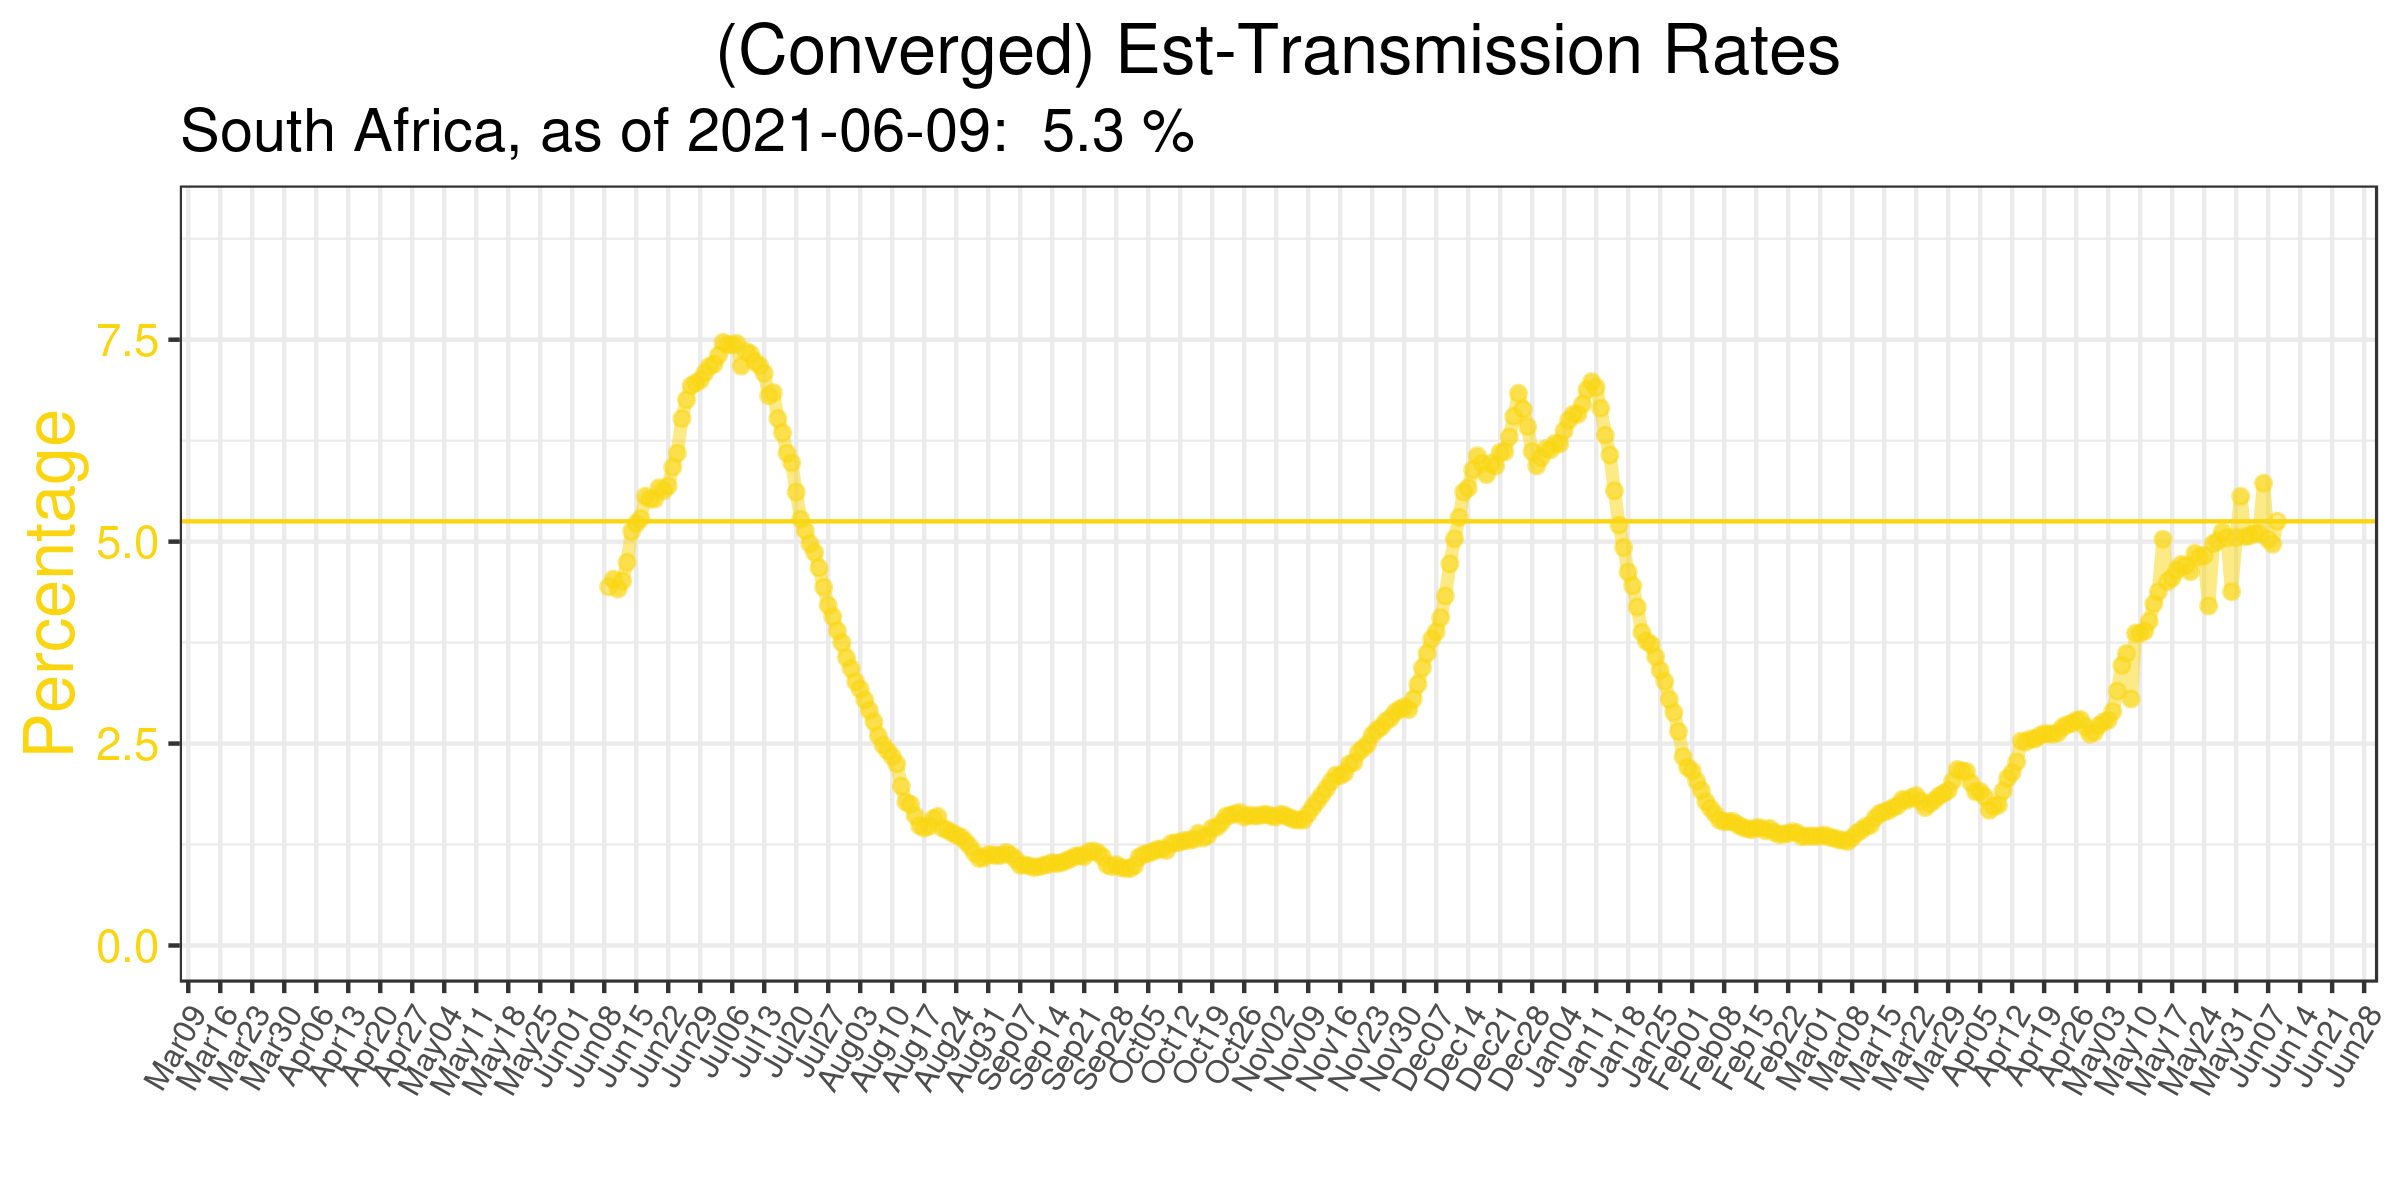 (Converged) Est-Transmission Rates
South Africa, as of 2021-06-09:  5.3 %
Percentage
7.5
5.0
2.5
0.0
Mar09
Mar16
Mar23
Mar30
Apr06
Apr13
Apr20
Apr27
May04
May11
May18
May25
Jun01
Jun08
Jun15
Jun22
Jun29
Jul06
Jul13
Jul20
Jul27
Aug03
Aug10
Aug17
Aug24
Aug31
Sep07
Sep14
Sep21
Sep28
Oct05
Oct12
Oct19
Oct26
Nov02
Nov09
Nov16
Nov23
Nov30
Dec07
Dec14
Dec21
Dec28
Jan04
Jan11
Jan18
Jan25
Feb01
Feb08
Feb15
Feb22
Mar01
Mar08
Mar15
Mar22
Mar29
Apr05
Apr12
Apr19
Apr26
May03
May10
May17
May24
May31
Jun07
Jun14
Jun21
Jun28